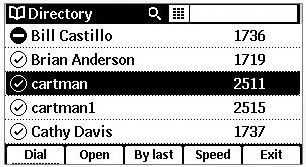 Directory
Bill Castillo 1736
Brian Anderson 1719
cartman 2511
cartman1 2515
Cathy Davis 1737
Dial Open By last Speed Exit